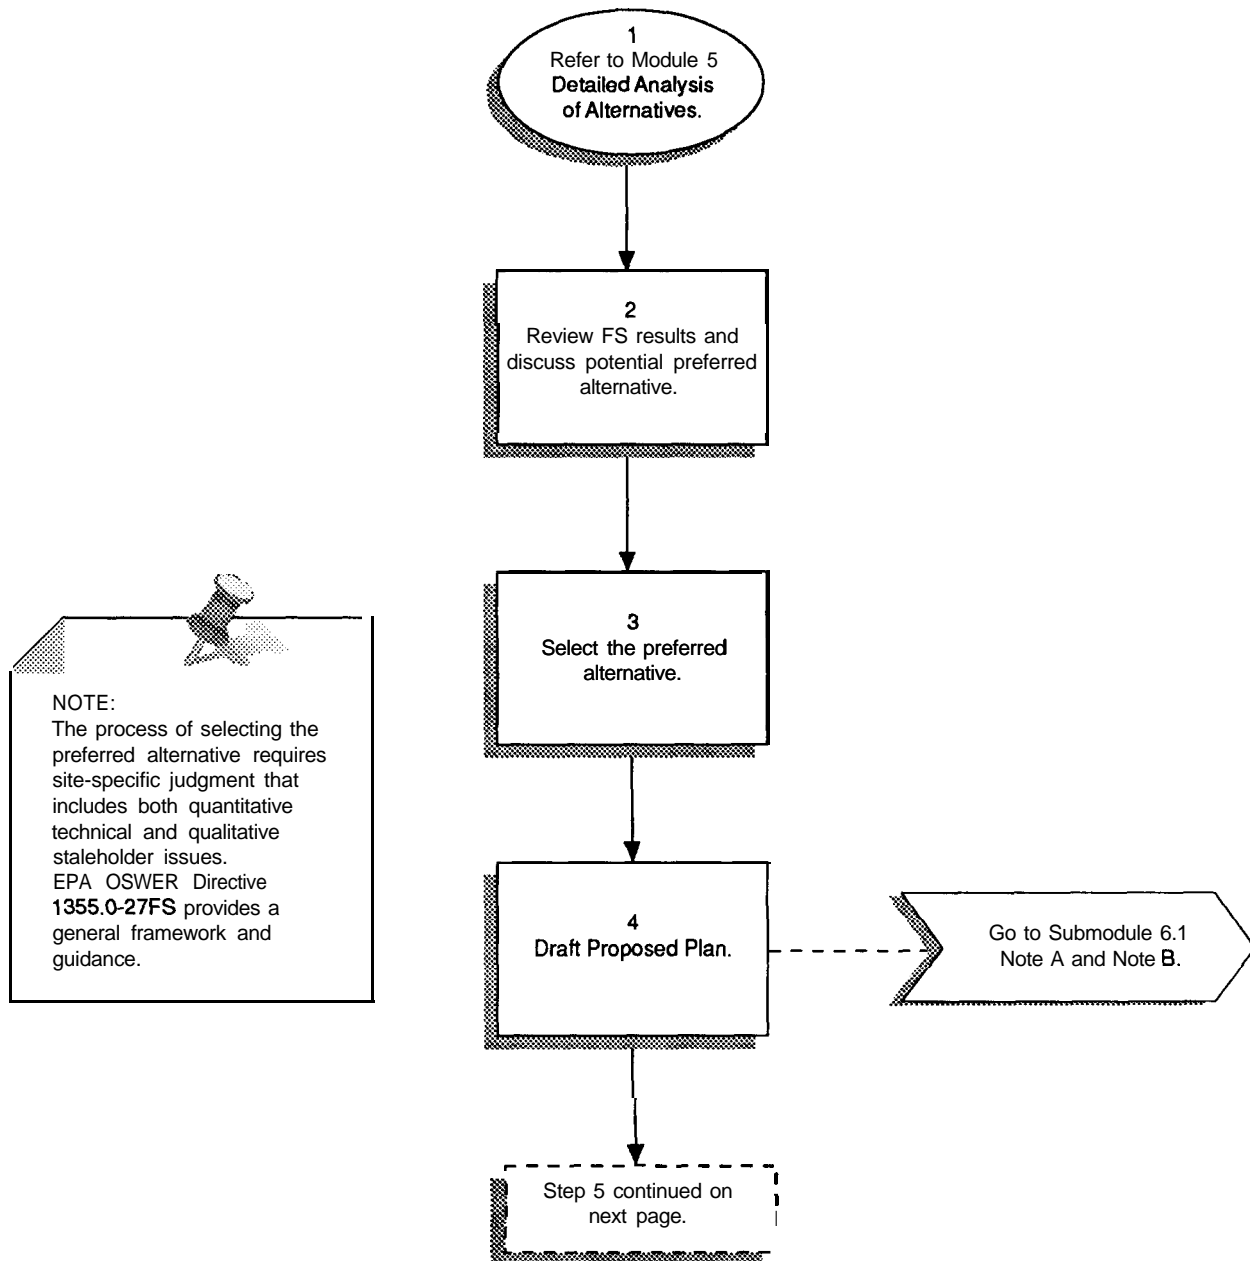 1
Refer to Module 5
Detailed Analysis
of Alternatives.
2
Review FS results and
discuss potential preferred
alternative.
3
Select the preferred
alternative.
NOTE:
The process of selecting the
preferred alternative requires
site-specific judgment that
includes both quantitative
technical and qualitative
staleholder issues.
EPA OSWER Directive
1355.0-27FS provides a
general framework and
guidance.
4
Draft Proposed Plan.
Go to Submodule 6.1
Note A and Note B.
Step 5 continued on
next page.